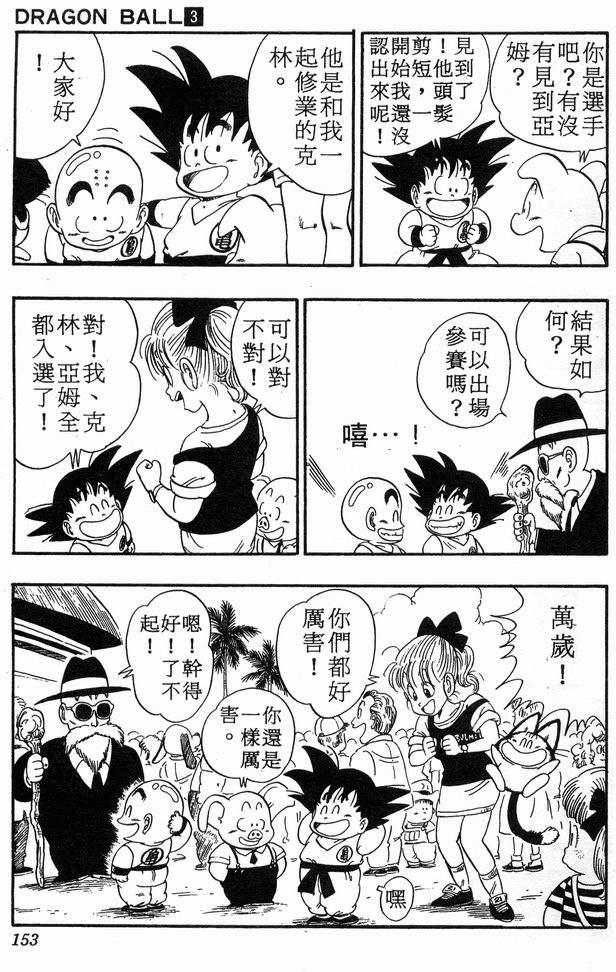 DRAGON BALL 3
你是選手
吧？有沒
有見到亞
姆？
見到了
！他頭髮
剪短，一
開始我還沒
認出來呢！
他是和我一
起修業的克
林。
大家好
！
結果如
何？
可以出場
參賽嗎？
嘻…！
可以對
不對！
對！我、克
林、亞姆全
都入選了！
萬歲！
你們都好
厲害！
嗯！幹得
好！了不
起！
你還是
一樣厲
害。
嘿
龜
龜
龜
龜
龜
153